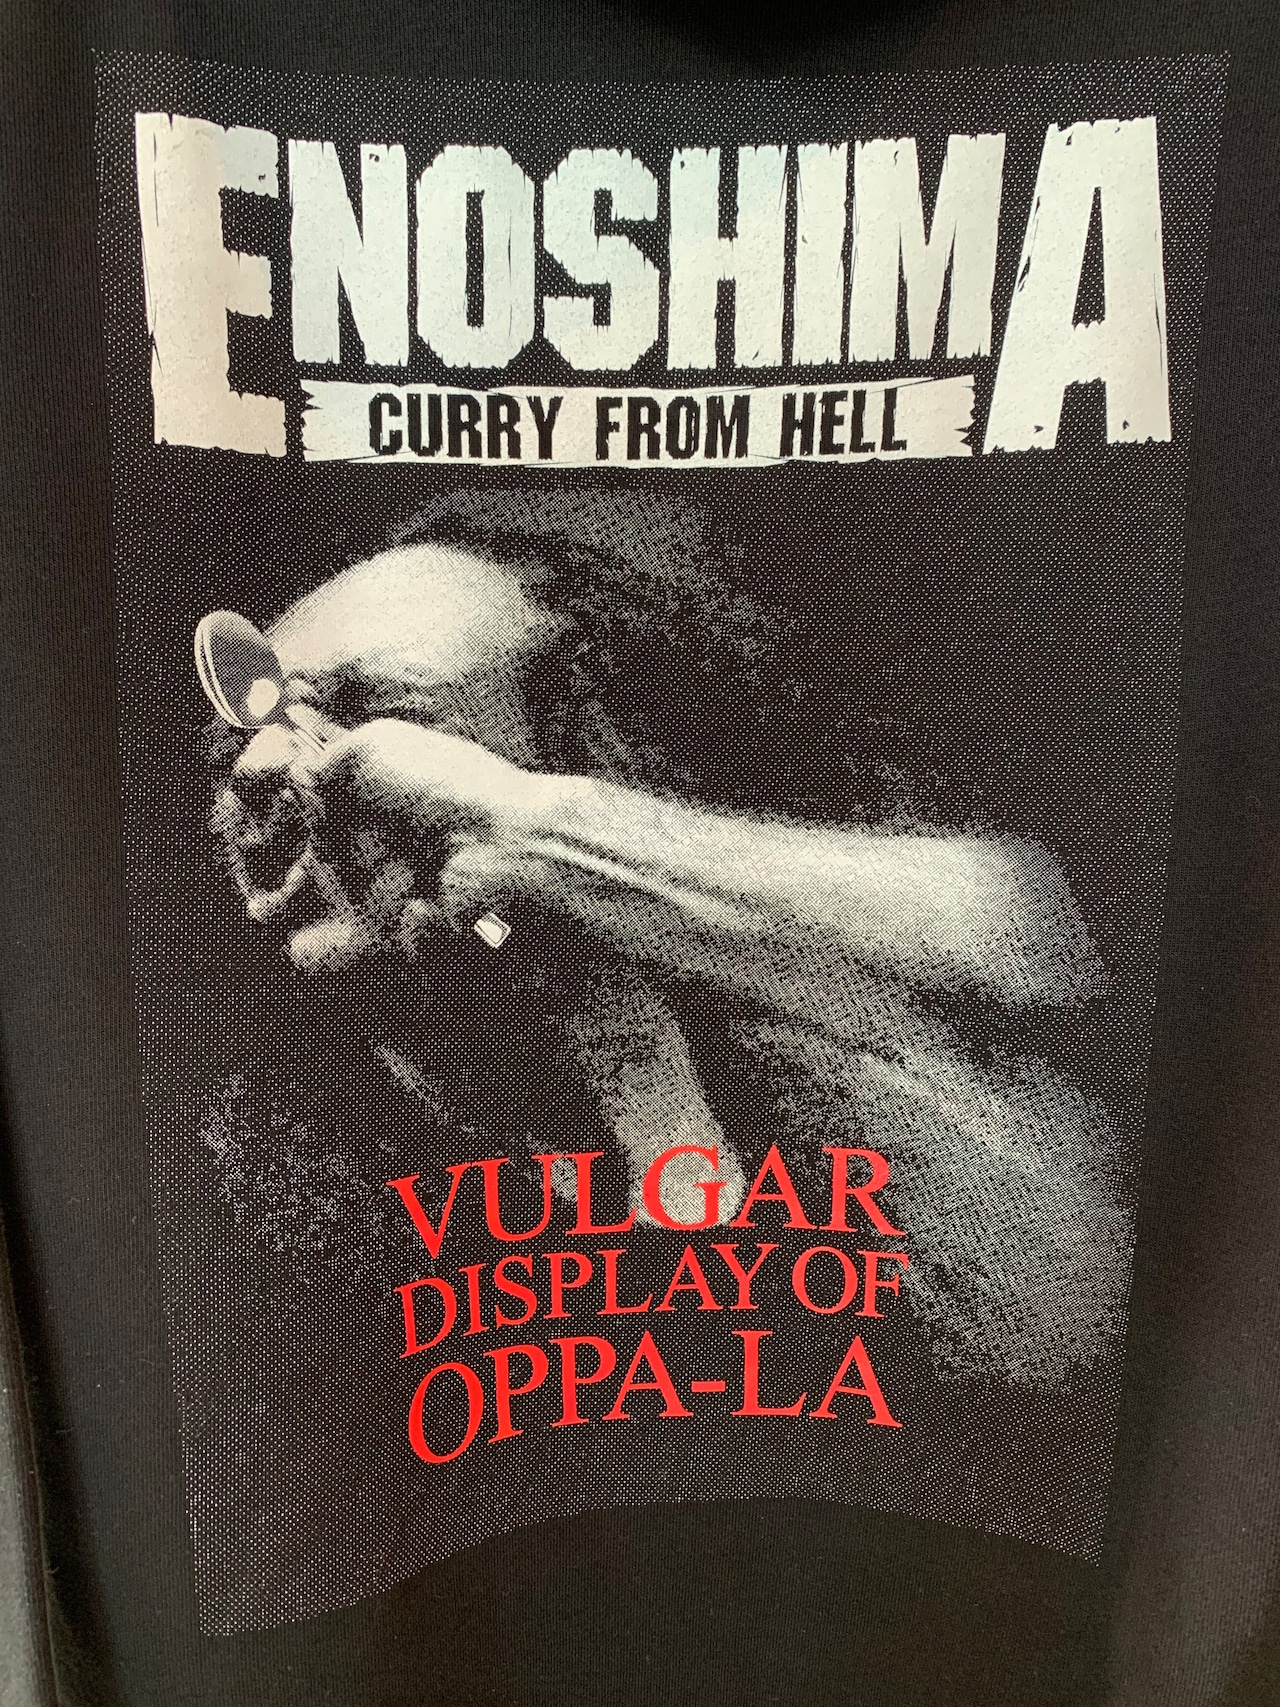 ENOSHIMA
CURRY FROM HELL
VULGAR
DISPLAY OF
OPPA-LA